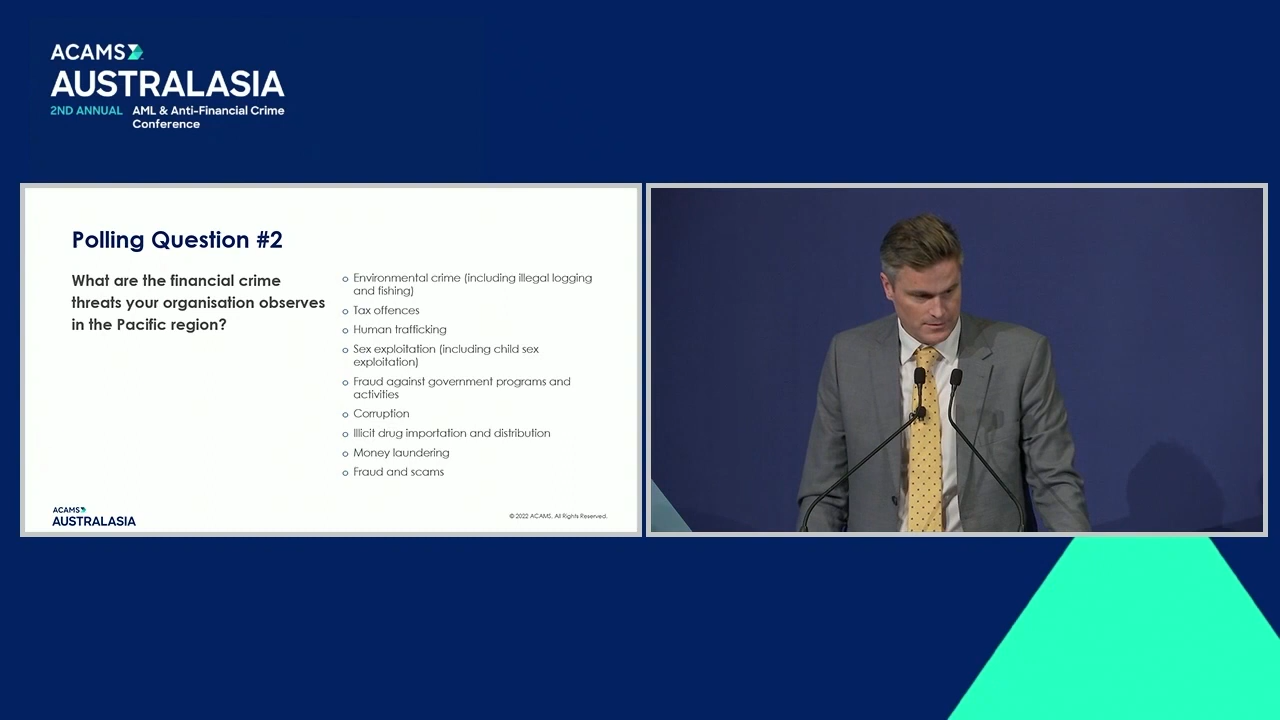 ACAMS
AUSTRALASIA
2ND ANNUAL AML & Anti-Financial Crime
Conference
Polling Question #2
What are the financial crime
threats your organisation observes
in the Pacific region?
o Environmental crime (including illegal logging
and fishing)
o Tax offences
o Human trafficking
o Sex exploitation (including child sex
exploitation)
o Fraud against government programs and
activities
o Corruption
o Illicit drug importation and distribution
o Money laundering
o Fraud and scams
ACAMS
AUSTRALASIA
© 2022 ACAMS. All Rights Reserved.